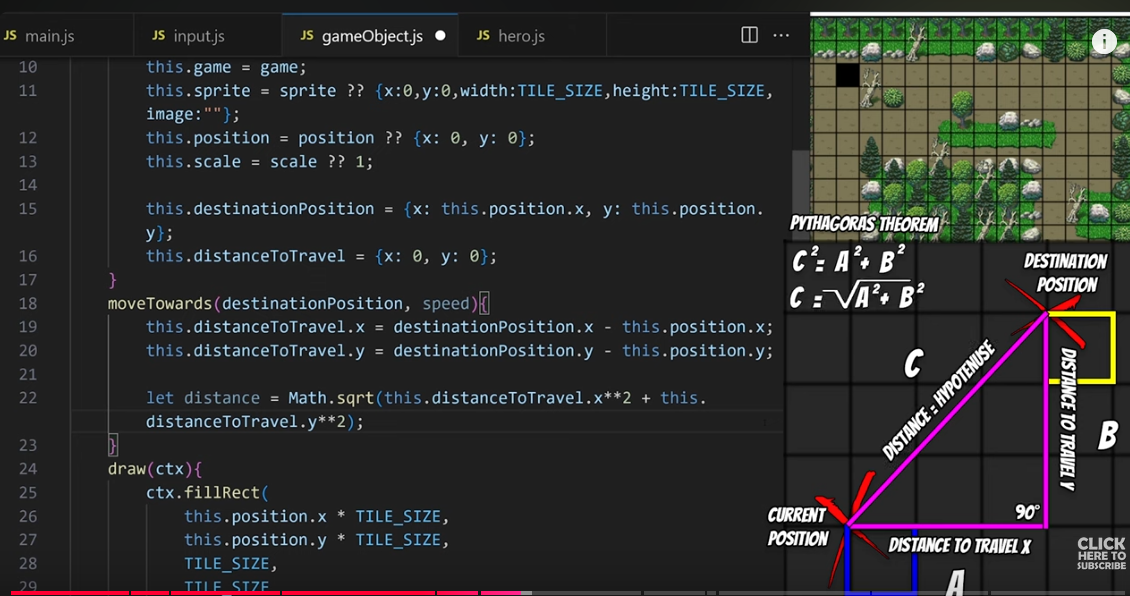 JS main.js
JS input.js
JS gameObject.js
JS hero.js
10 this.game = game;
11 this.sprite = sprite ?? {x:0,y:0,width:TILE_SIZE,height:TILE_SIZE,
image:""};
12 this.position = position ?? {x: 0, y: 0};
13 this.scale = scale ?? 1;
14
15 this.destinationPosition = {x: this.position.x, y: this.position.
y};
16 this.distanceToTravel = {x: 0, y: 0};
17 }
18 moveTowards(destinationPosition, speed){
19 this.distanceToTravel.x = destinationPosition.x - this.position.x;
20 this.distanceToTravel.y = destinationPosition.y - this.position.y;
21
22 let distance = Math.sqrt(this.distanceToTravel.x**2 + this.
distanceToTravel.y**2);
23 }
24 draw(ctx){
25 ctx.fillRect(
26 this.position.x * TILE_SIZE,
27 this.position.y * TILE_SIZE,
28 TILE_SIZE,
29 TILE_SIZE
i
PYTHAGORAS THEOREM
C² = A² + B²
C = √A² + B²
DESTINATION
POSITION
C
DISTANCE = HYPOTENUSE
DISTANCE TO TRAVEL Y
B
90°
CURRENT
POSITION
DISTANCE TO TRAVEL X
A
CLICK
HERE TO
SUBSCRIBE